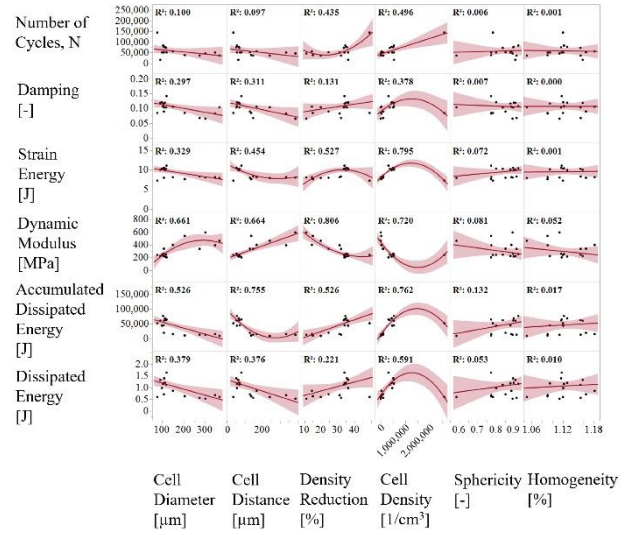 250,000
Number of
Cycles, N
200,000
150,000
100,000
50,000
0
R²: 0.100 R²: 0.097 R²: 0.435 R²: 0.496 R²: 0.006 R²: 0.001
Damping
[-]
0.20
0.15
0.10
0.05
0
R²: 0.297 R²: 0.311 R²: 0.131 R²: 0.378 R²: 0.007 R²: 0.000
Strain
Energy
[J]
15
10
5
0
R²: 0.329 R²: 0.454 R²: 0.527 R²: 0.795 R²: 0.072 R²: 0.001
Dynamic
Modulus
[MPa]
800
600
400
200
0
R²: 0.661 R²: 0.664 R²: 0.806 R²: 0.720 R²: 0.081 R²: 0.052
Accumulated
Dissipated
Energy
[J]
150,000
100,000
50,000
0
R²: 0.526 R²: 0.755 R²: 0.526 R²: 0.762 R²: 0.132 R²: 0.017
Dissipated
Energy
[J]
2.0
1.5
1.0
0.5
0
R²: 0.379 R²: 0.376 R²: 0.221 R²: 0.591 R²: 0.053 R²: 0.010
100 200 300 0 200 10 20 30 40 0 1,000,000 2,000,000 0.6 0.7 0.8 0.9 1.06 1.12 1.18
Cell
Diameter
[µm]
Cell
Distance
[µm]
Density
Reduction
[%]
Cell
Density
[1/cm³]
Sphericity
[-]
Homogeneity
[%]